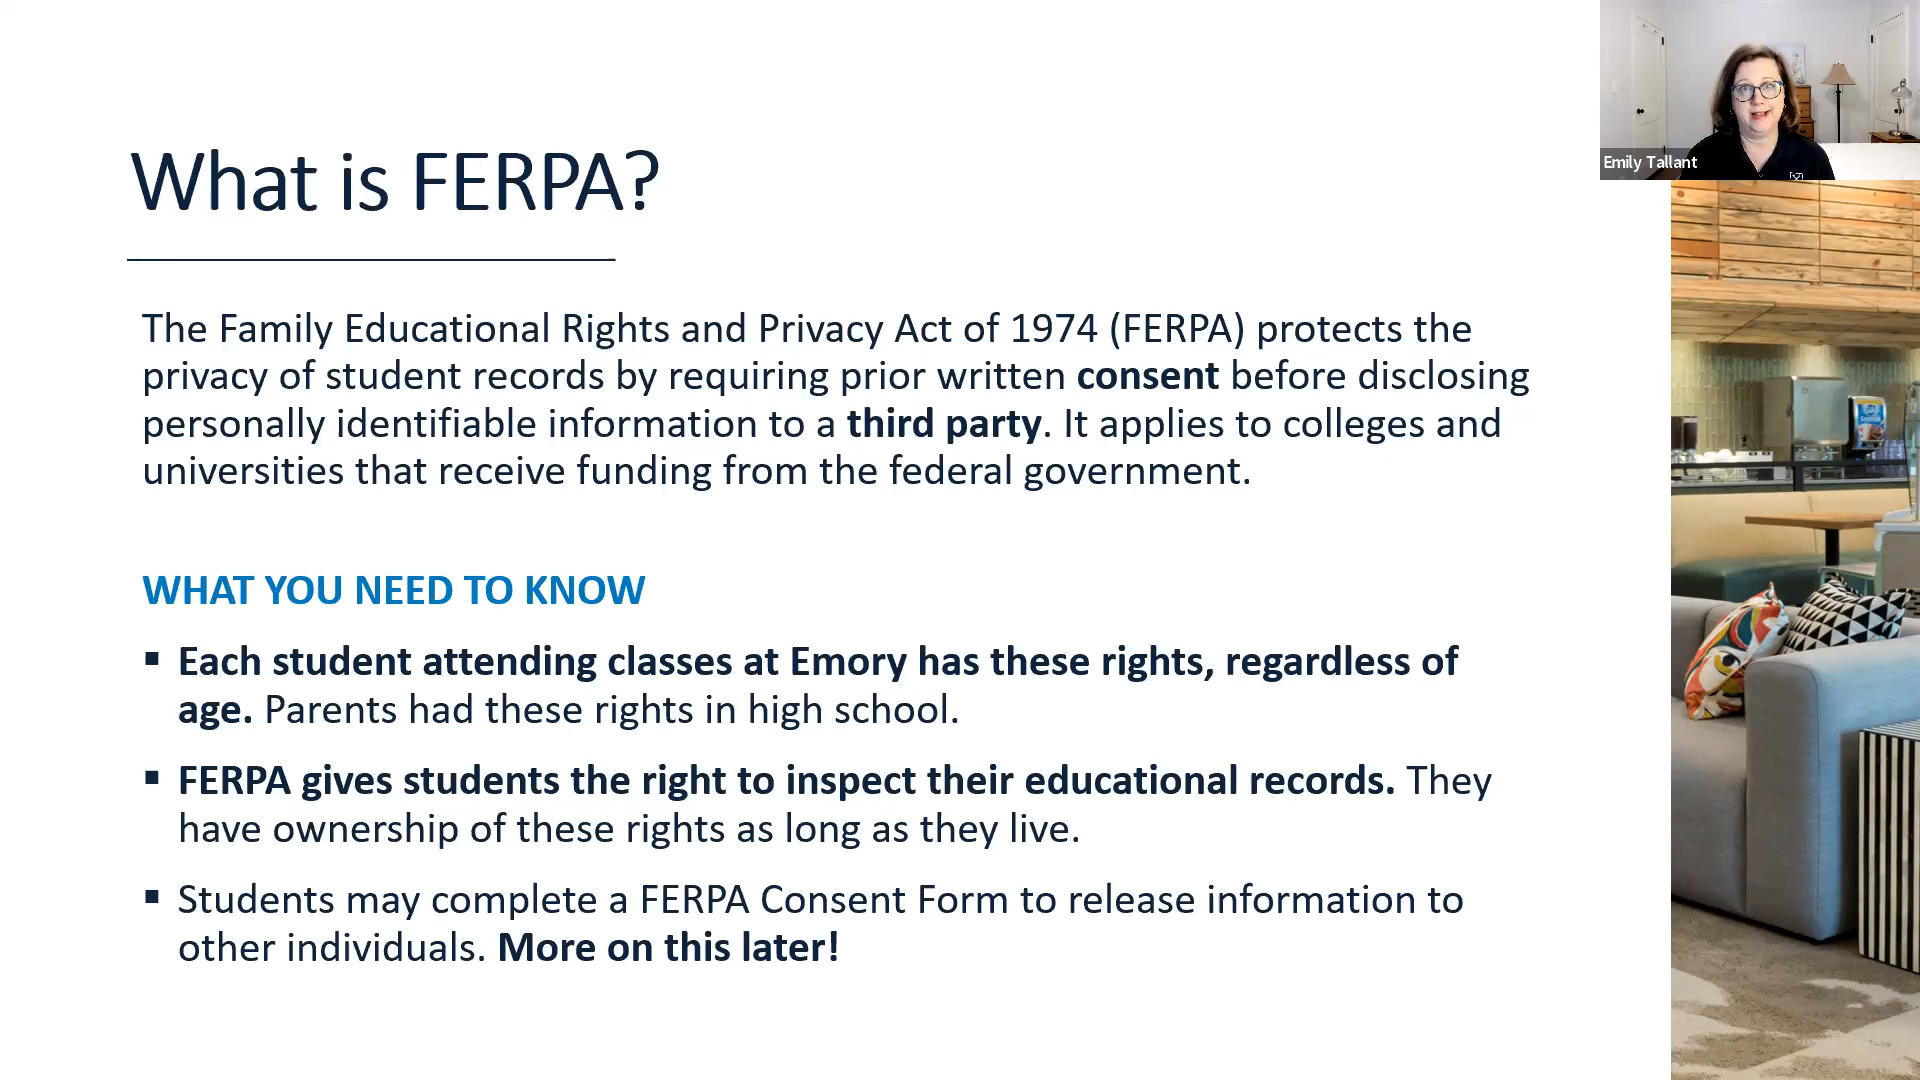 Emily Tallant
What is FERPA?
The Family Educational Rights and Privacy Act of 1974 (FERPA) protects the
privacy of student records by requiring prior written consent before disclosing
personally identifiable information to a third party. It applies to colleges and
universities that receive funding from the federal government.
WHAT YOU NEED TO KNOW
▪ Each student attending classes at Emory has these rights, regardless of
age. Parents had these rights in high school.
▪ FERPA gives students the right to inspect their educational records. They
have ownership of these rights as long as they live.
▪ Students may complete a FERPA Consent Form to release information to
other individuals. More on this later!